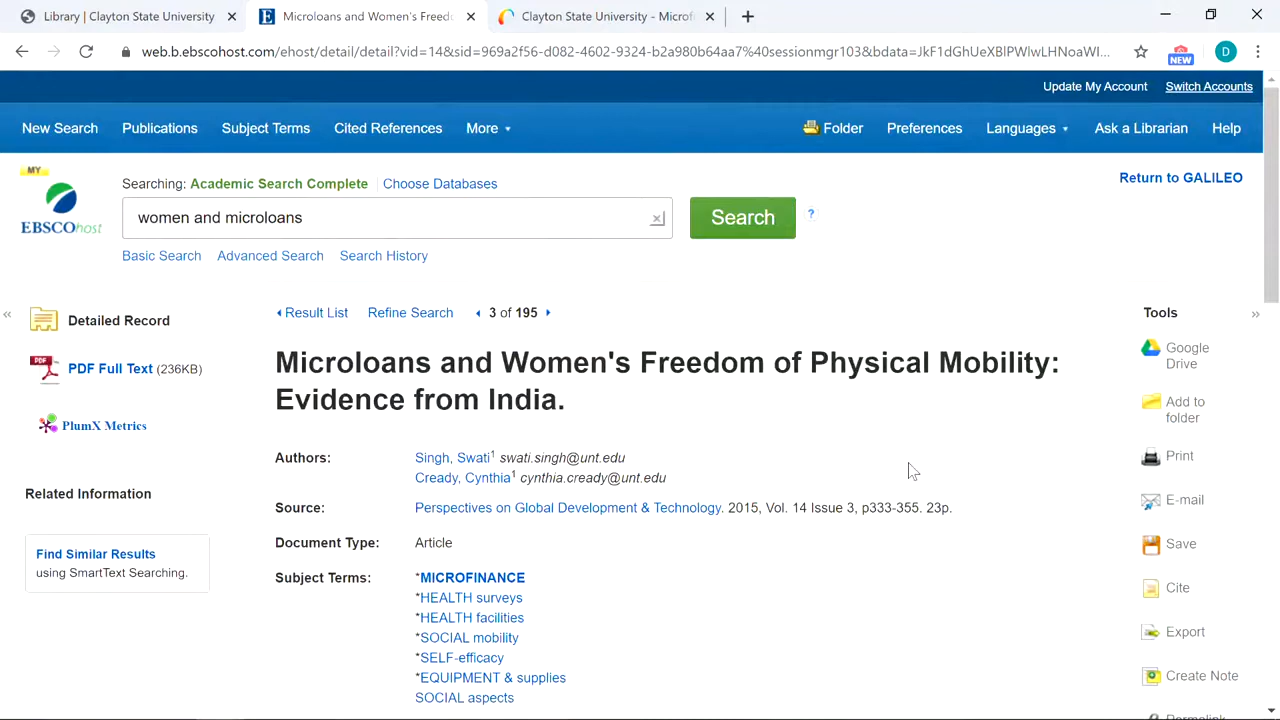 Library | Clayton State University
Microloans and Women's Freed
Clayton State University - Microf
web.b.ebscohost.com/ehost/detail/detail?vid=14&sid=969a2f56-d082-4602-9324-b2a980b64aa7%40sessionmgr103&bdata=JkF1dGhUeXBlPWlwLHNoaWI...
NEW
D
Update My Account
Switch Accounts
New Search
Publications
Subject Terms
Cited References
More
Folder
Preferences
Languages
Ask a Librarian
Help
MY
EBSCOhost
Searching: Academic Search Complete
Choose Databases
Return to GALILEO
women and microloans
x
Search
?
Basic Search
Advanced Search
Search History
«
Detailed Record
PDF
PDF Full Text (236KB)
PlumX Metrics
Related Information
Find Similar Results
using SmartText Searching.
Result List
Refine Search
3 of 195
Microloans and Women's Freedom of Physical Mobility:
Evidence from India.
Authors:
Singh, Swati1 swati.singh@unt.edu
Cready, Cynthia1 cynthia.cready@unt.edu
Source:
Perspectives on Global Development & Technology. 2015, Vol. 14 Issue 3, p333-355. 23p.
Document Type:
Article
Subject Terms:
*MICROFINANCE
*HEALTH surveys
*HEALTH facilities
*SOCIAL mobility
*SELF-efficacy
*EQUIPMENT & supplies
SOCIAL aspects
Tools
»
Google
Drive
Add to
folder
Print
E-mail
Save
Cite
Export
Create Note
Permalink